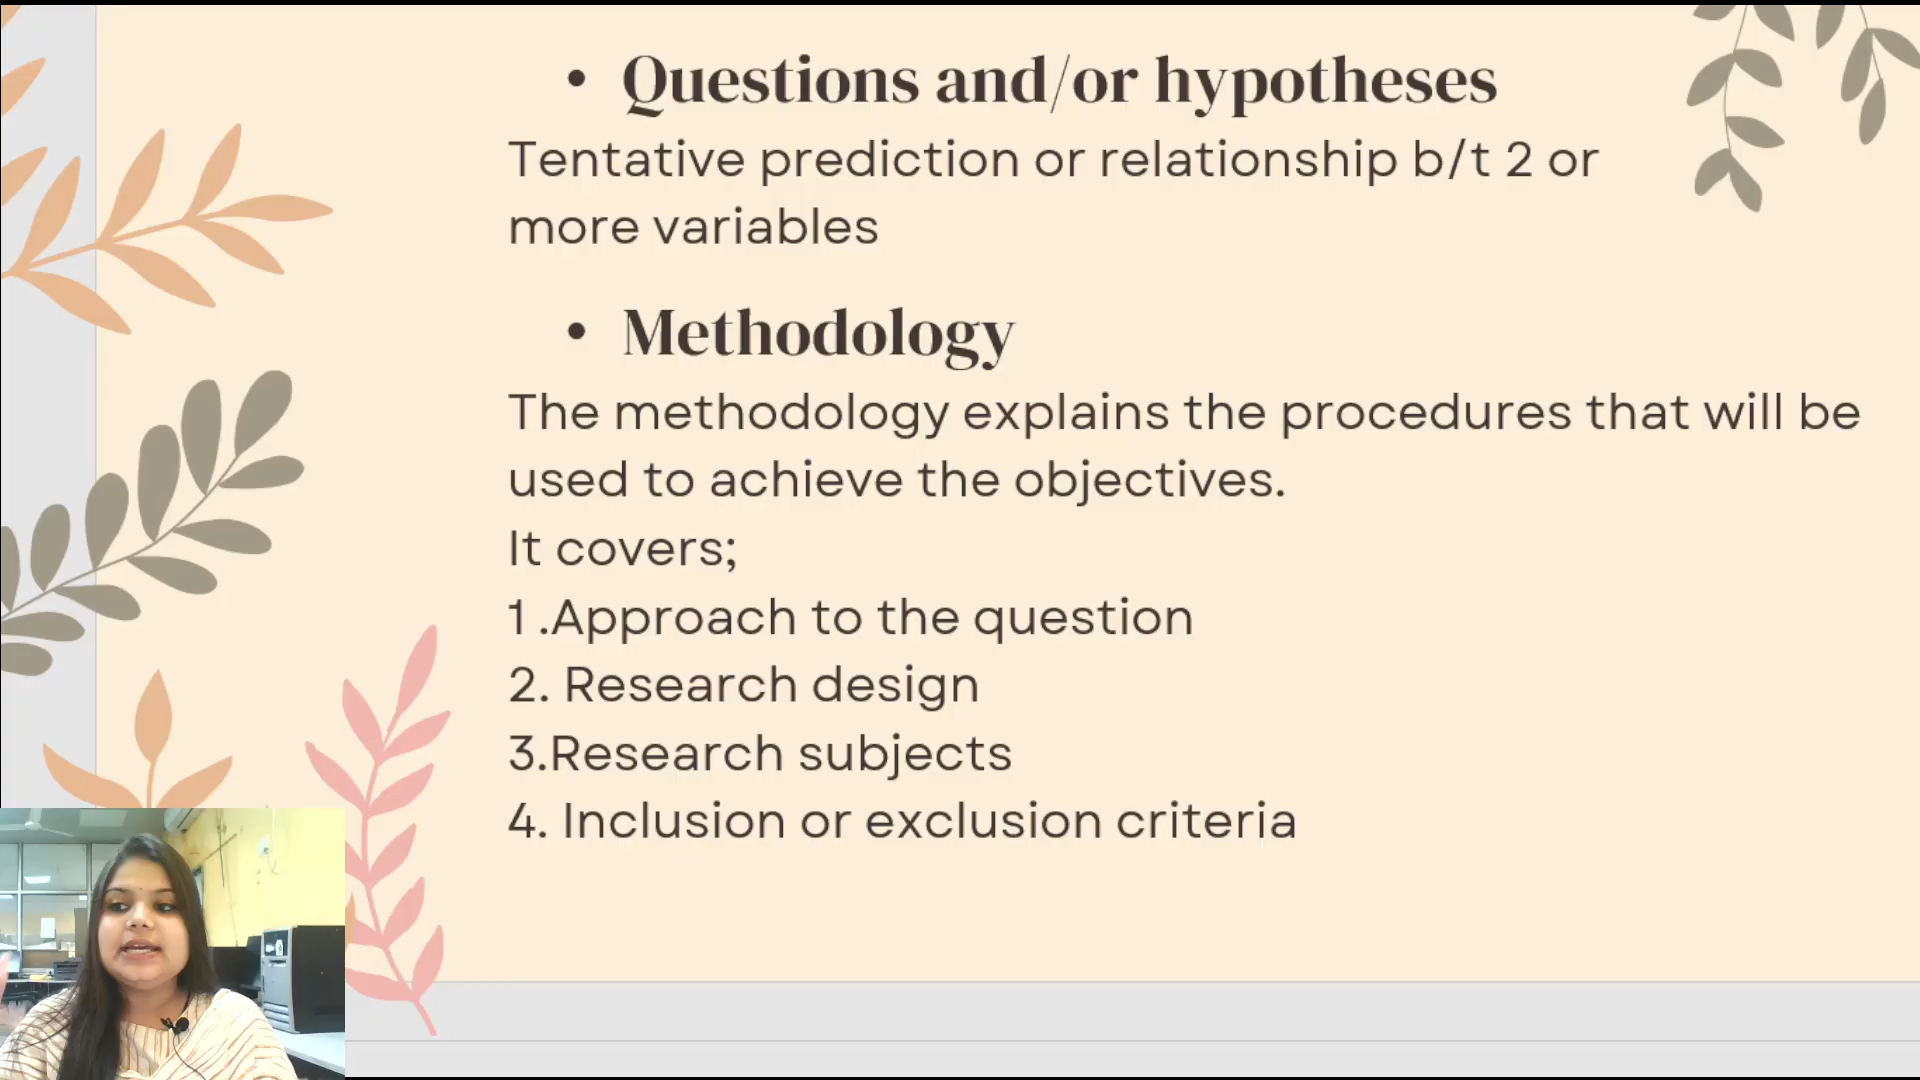 • Questions and/or hypotheses
Tentative prediction or relationship b/t 2 or
more variables
• Methodology
The methodology explains the procedures that will be
used to achieve the objectives.
It covers;
1 .Approach to the question
2. Research design
3.Research subjects
4. Inclusion or exclusion criteria